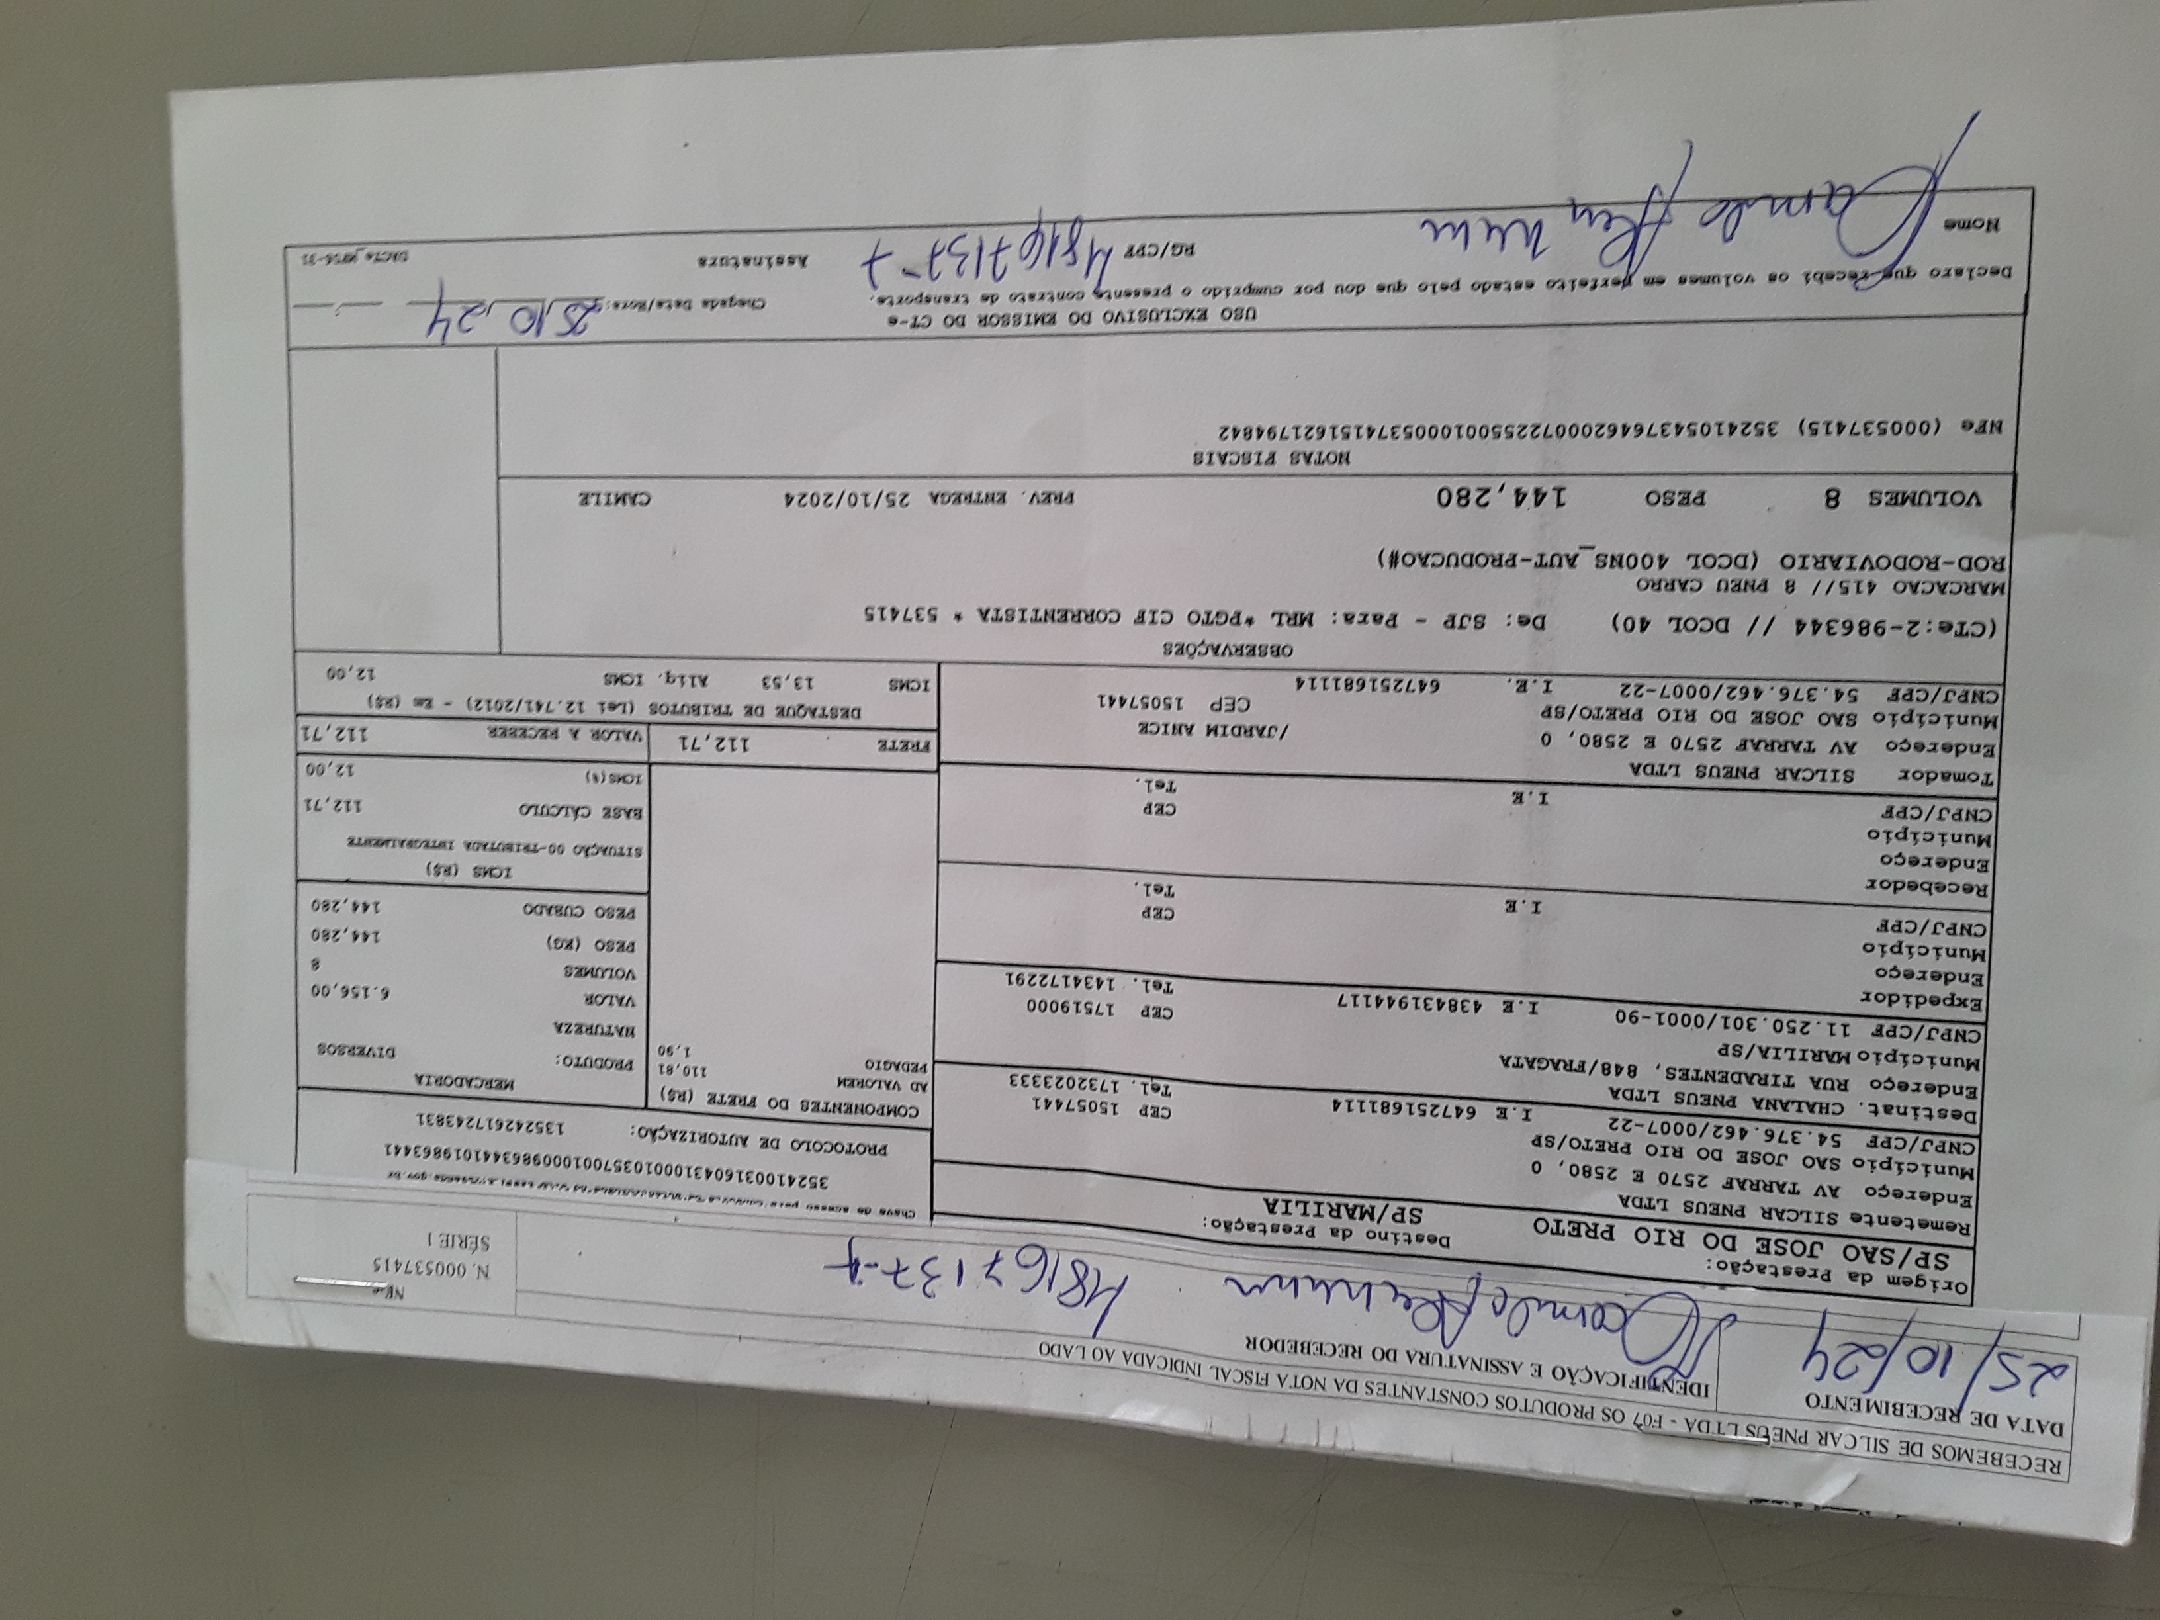 RECEBEMOS DE SILCAR PNEUS LTDA - F07 OS PRODUTOS CONSTANTES DA NOTA FISCAL INDICADA AO LADO
DATA DE RECEBIMENTO
25/10/24
IDENTIFICAÇÃO E ASSINATURA DO RECEBEDOR
48167137-7
NF-e
N. 000537415
SÉRIE 1
Origem da Prestação:
SP/SAO JOSE DO RIO PRETO
Destino da Prestação:
SP/MARILIA
Remetente SILCAR PNEUS LTDA
Endereço AV TARRAF 2570 E 2580, 0
Município SAO JOSE DO RIO PRETO/SP CEP 15057441
CNPJ/CPF 54.376.462/0007-22 I.E 647251681114 Tel. 1732023333
Destinat. CHALANA PNEUS LTDA
Endereço RUA TIRADENTES, 848/FRAGATA
Município MARILIA/SP CEP 17519000
CNPJ/CPF 11.250.301/0001-90 I.E 438431944117 Tel. 1434172291
Expedidor
Endereço
Município CEP
CNPJ/CPF I.E Tel.
Recebedor
Endereço
Município CEP
CNPJ/CPF I.E Tel.
Tomador SILCAR PNEUS LTDA
Endereço AV TARRAF 2570 E 2580, 0 /JARDIM ANICE
Município SAO JOSE DO RIO PRETO/SP CEP 15057441
CNPJ/CPF 54.376.462/0007-22 I.E. 647251681114
Chave de acesso para
35241003160431000103570010009863441019863441
PROTOCOLO DE AUTORIZAÇÃO: 135242617243831
COMPONENTES DO FRETE (R$)
AD VALOREM 110,81
PEDAGIO 1,90
MERCADORIA
PRODUTO: DIVERSOS
NATUREZA
VALOR 6.156,00
VOLUMES 8
PESO (KG) 144,280
PESO CUBADO 144,280
ICMS (R$)
SITUAÇÃO 00-TRIBUTADA INTEGRALMENTE
BASE CÁLCULO 112,71
ICMS(%) 12,00
FRETE 112,71 VALOR A RECEBER 112,71
DESTAQUE DE TRIBUTOS (Lei 12.741/2012) - Em (R$)
ICMS 13,53 Aliq. ICMS 12,00
OBSERVAÇÕES
(CTe:2-986344 // DCOL 40) De: SJP - Para: MRL *PGTO CIF CORRENTISTA * 537415
MARCACAO 415// 8 PNEU CARRO
ROD-RODOVIARIO (DCOL 400NS_AUT-PRODUCAO#)
VOLUMES 8 PESO 144,280 PREV. ENTREGA 25/10/2024 CAMILE
NOTAS FISCAIS
NFe (000537415) 35241054376462000722550010005374151621794842
USO EXCLUSIVO DO EMISSOR DO CT-e
Chegada Data/Hora: 25 10, 24
Declaro que recebi os volumes em perfeito estado pelo que dou por cumprido o presente contrato de transporte.
Nome RG/CPF 48167137-7 Assinatura